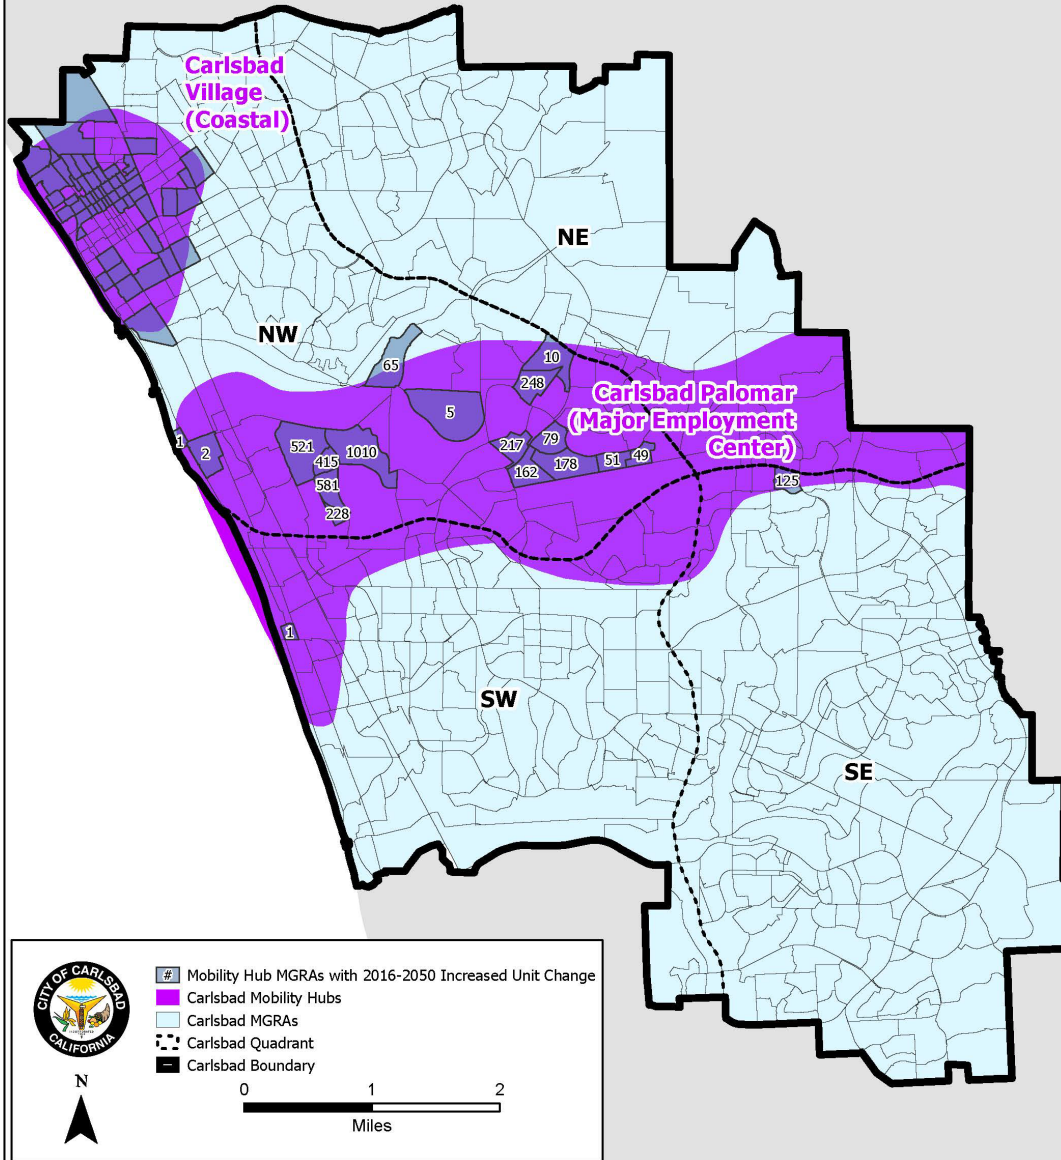 Carlsbad
Village
(Coastal)
NE
NW
65
10
248
5
Carlsbad Palomar
(Major Employment
Center)
1
2
521
415
1010
581
228
217
79
162
178
51
49
125
1
SW
SE
CITY OF CARLSBAD
CALIFORNIA
# Mobility Hub MGRAs with 2016-2050 Increased Unit Change
Carlsbad Mobility Hubs
Carlsbad MGRAs
Carlsbad Quadrant
Carlsbad Boundary
N
0 1 2
Miles